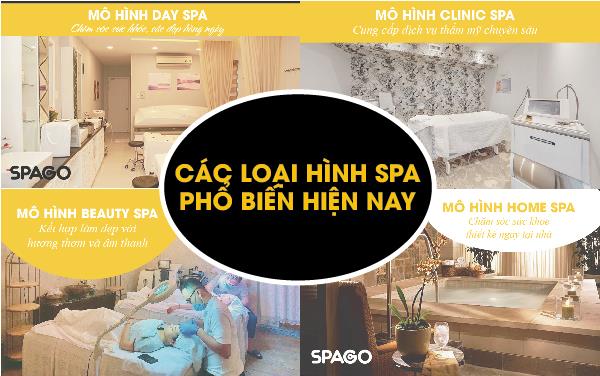 MÔ HÌNH DAY SPA
Chăm sóc sức khỏe, sắc đẹp hàng ngày
MÔ HÌNH CLINIC SPA
Cung cấp dịch vụ thẩm mỹ chuyên sâu
SPAGO
CÁC LOẠI HÌNH SPA
PHỔ BIẾN HIỆN NAY
MÔ HÌNH BEAUTY SPA
Kết hợp làm đẹp với
hương thơm và âm thanh
MÔ HÌNH HOME SPA
Chăm sóc sức khỏe
thiết kế ngay tại nhà
SPAGO